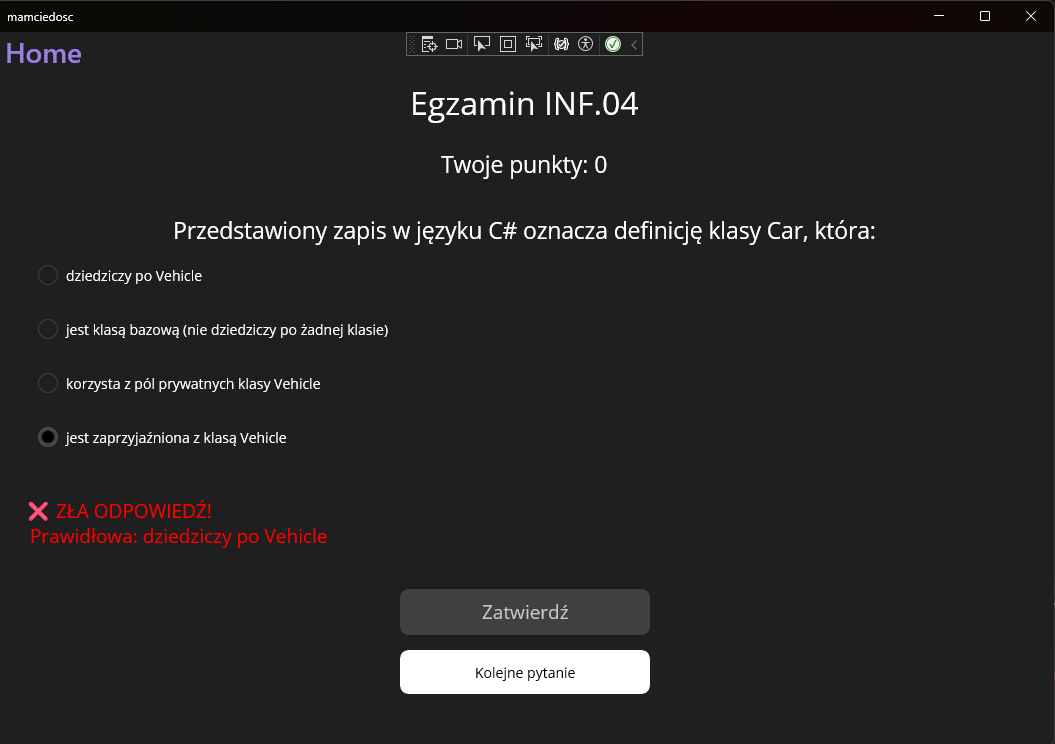 mamciedosc
Home
Egzamin INF.04
Twoje punkty: 0
Przedstawiony zapis w języku C# oznacza definicję klasy Car, która:
dziedziczy po Vehicle
jest klasą bazową (nie dziedziczy po żadnej klasie)
korzysta z pól prywatnych klasy Vehicle
jest zaprzyjaźniona z klasą Vehicle
❌ ZŁA ODPOWIEDŹ!
Prawidłowa: dziedziczy po Vehicle
Zatwierdź
Kolejne pytanie